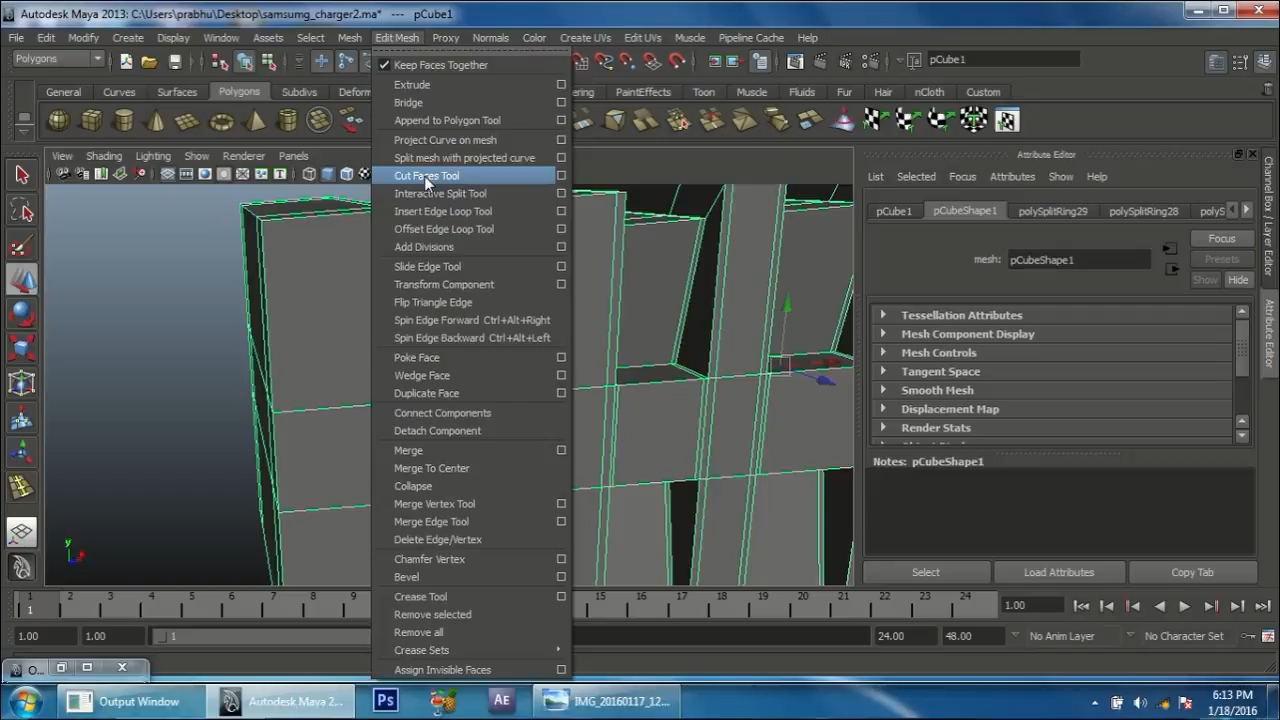 Autodesk Maya 2013: C:\Users\prabhu\Desktop\samsumg_charger2.ma* --- pCube1
File Edit Modify Create Display Window Assets Select Mesh Edit Mesh Proxy Normals Color Create UVs Edit UVs Muscle Pipeline Cache Help
Polygons pCube1
General Curves Surfaces Polygons Subdivs Deform ering PaintEffects Toon Muscle Fluids Fur Hair nCloth Custom
View Shading Lighting Show Renderer Panels
Keep Faces Together
Extrude
Bridge
Append to Polygon Tool
Project Curve on mesh
Split mesh with projected curve
Cut Faces Tool
Interactive Split Tool
Insert Edge Loop Tool
Offset Edge Loop Tool
Add Divisions
Slide Edge Tool
Transform Component
Flip Triangle Edge
Spin Edge Forward Ctrl+Alt+Right
Spin Edge Backward Ctrl+Alt+Left
Poke Face
Wedge Face
Duplicate Face
Connect Components
Detach Component
Merge
Merge To Center
Collapse
Merge Vertex Tool
Merge Edge Tool
Delete Edge/Vertex
Chamfer Vertex
Bevel
Crease Tool
Remove selected
Remove all
Crease Sets
Assign Invisible Faces
Attribute Editor
List Selected Focus Attributes Show Help
pCube1 pCubeShape1 polySplitRing29 polySplitRing28 polyS
Focus
Presets
mesh: pCubeShape1
Show Hide
Tessellation Attributes
Mesh Component Display
Mesh Controls
Tangent Space
Smooth Mesh
Displacement Map
Render Stats
Notes: pCubeShape1
Select Load Attributes Copy Tab
Channel Box / Layer Editor
Attribute Editor
y
1 2 3 4 5 6 7 8 9 15 16 17 18 19 20 21 22 23 24
1 1.00
1.00 1.00 1 24.00 48.00 No Anim Layer No Character Set
O...
Output Window Autodesk Maya 2... Ps AE IMG_20160117_12...
6:13 PM
1/18/2016